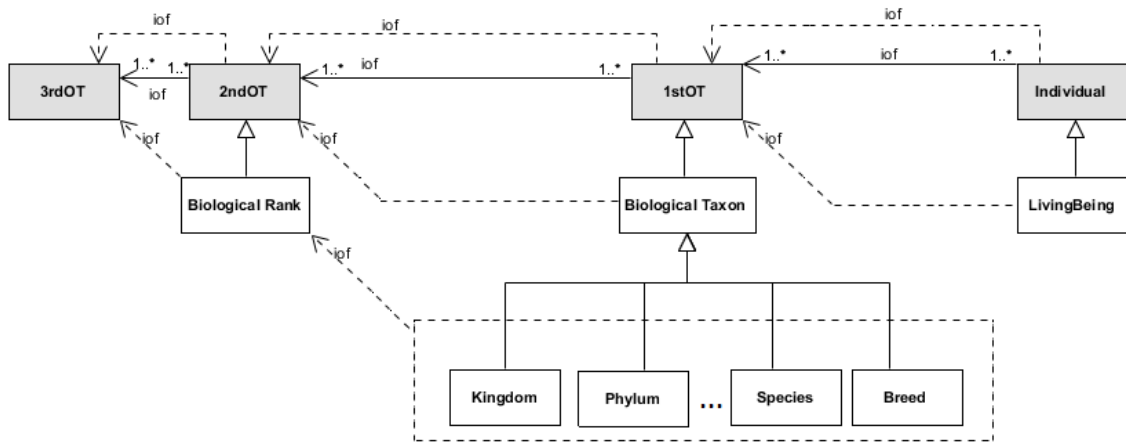 iof
iof
iof
1..*
1..*
1..*
iof
1..*
1..*
iof
1..*
3rdOT
iof
2ndOT
1stOT
Individual
iof
iof
iof
Biological Rank
Biological Taxon
LivingBeing
iof
Kingdom
Phylum
...
Species
Breed